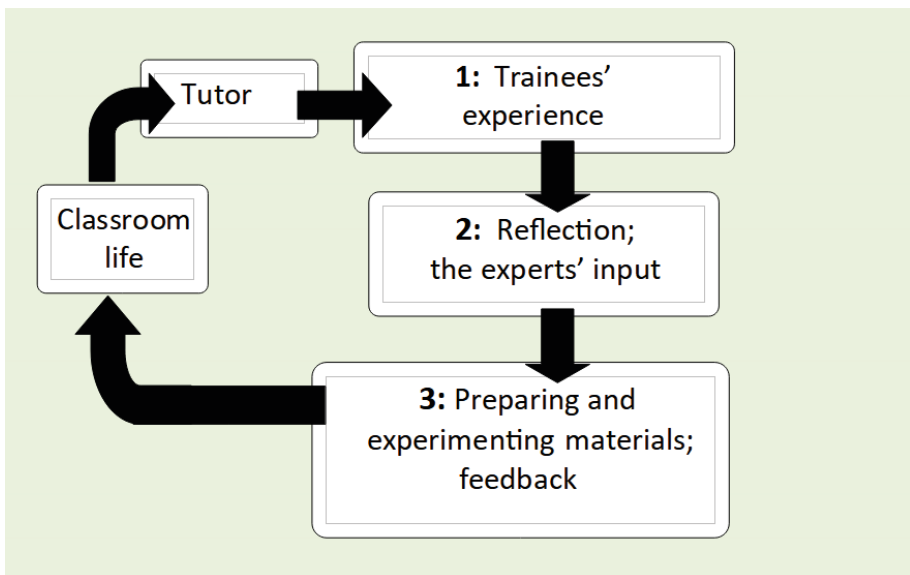 Tutor
1: Trainees’
experience
Classroom
life
2: Reflection;
the experts’ input
3: Preparing and
experimenting materials;
feedback